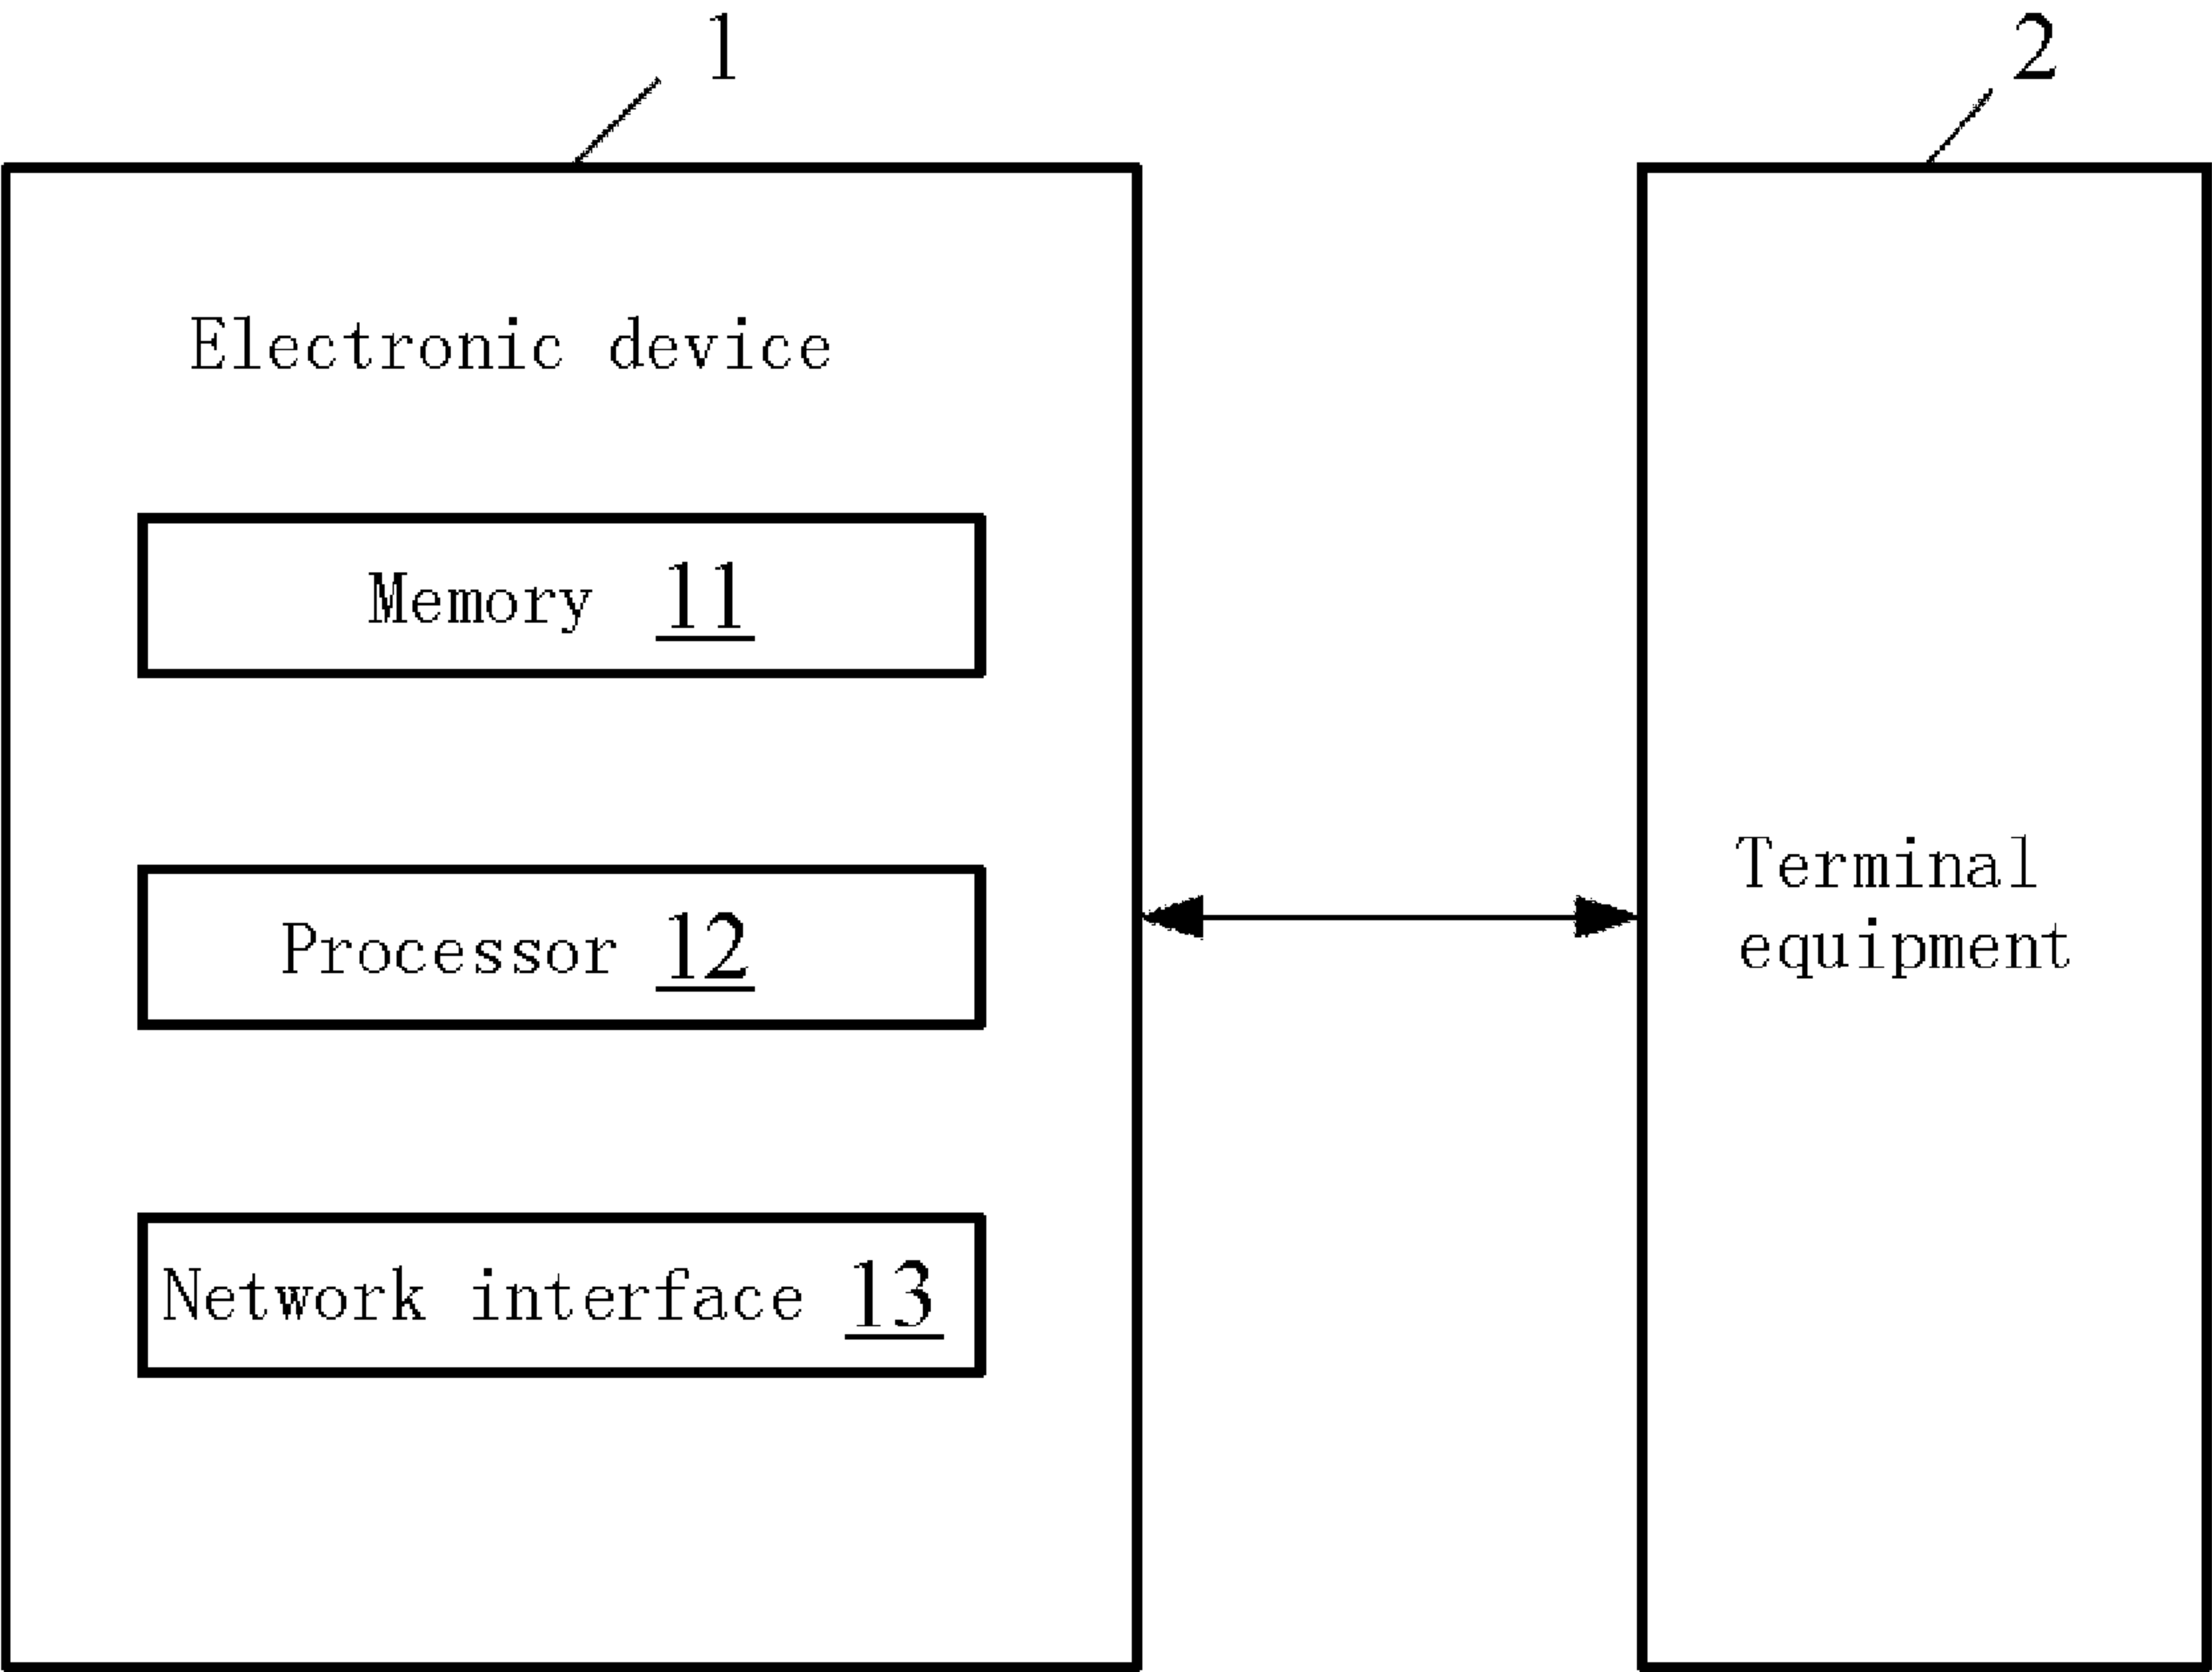 1
2
Electronic device
Memory 11
Processor 12
Network interface 13
Terminal
equipment